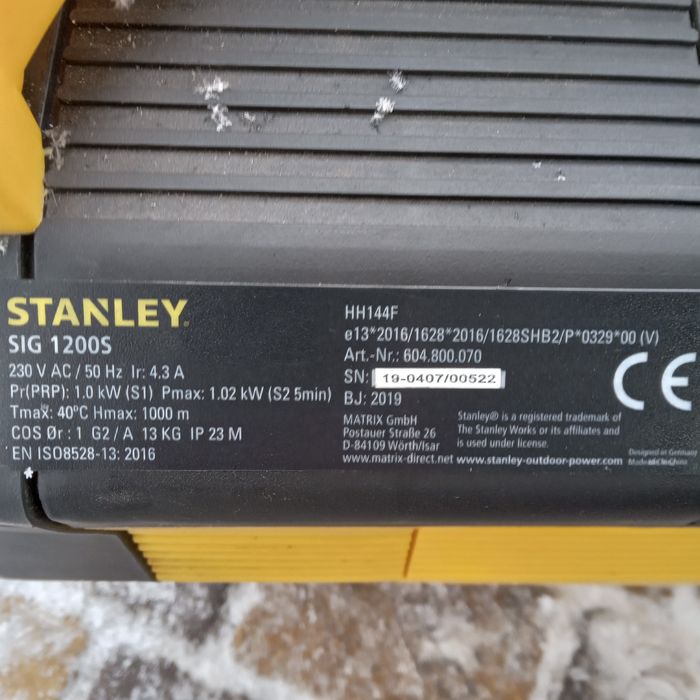 STANLEY
SIG 1200S
230 V AC / 50 Hz Ir: 4.3 A
Pr(PRP): 1.0 kW (S1) Pmax: 1.02 kW (S2 5min)
Tmax: 40°C Hmax: 1000 m
COS Ør : 1 G2 / A 13 KG IP 23 M
EN ISO8528-13: 2016
HH144F
e13*2016/1628*2016/1628SHB2/P*0329*00 (V)
Art.-Nr.: 604.800.070
SN: 19-0407/00522
BJ: 2019
MATRIX GmbH
Postauer Straße 26
D-84109 Wörth/Isar
www.matrix-direct.net
Stanley® is a registered trademark of
The Stanley Works or its affiliates and
is used under license.
www.stanley-outdoor-power.com
CE
Designed in Germany
Made in China